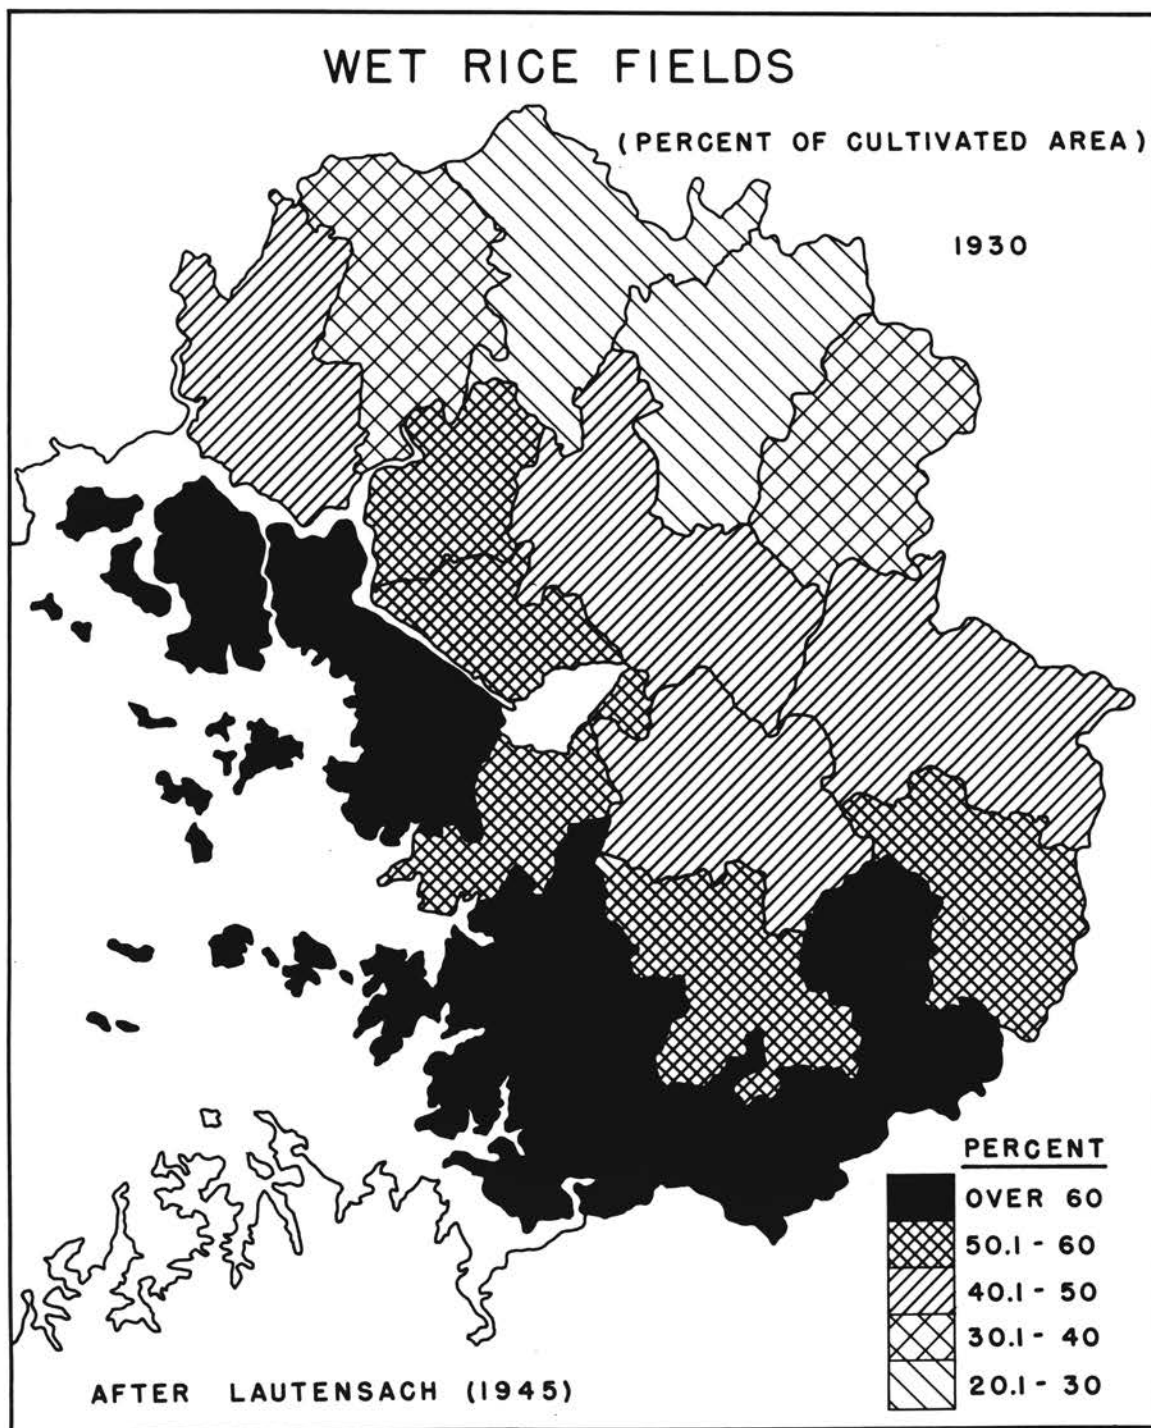 WET RICE FIELDS
(PERCENT OF CULTIVATED AREA)
1930
PERCENT
OVER 60
50.1 - 60
40.1 - 50
30.1 - 40
20.1 - 30
AFTER LAUTENSACH (1945)